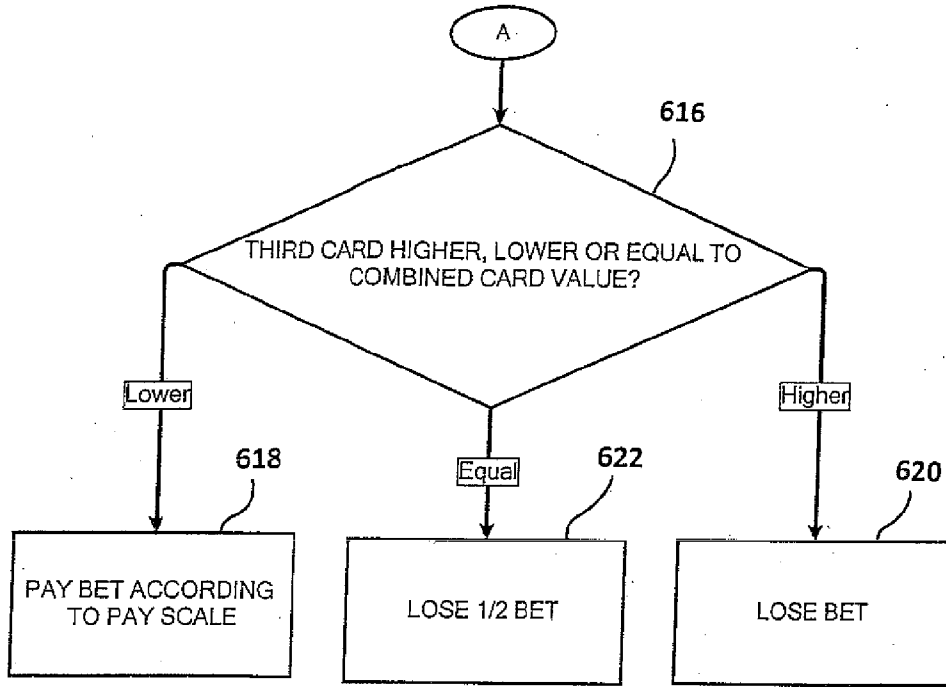 A
616
THIRD CARD HIGHER, LOWER OR EQUAL TO
COMBINED CARD VALUE?
Lower
Equal
Higher
618
622
620
PAY BET ACCORDING
TO PAY SCALE
LOSE 1/2 BET
LOSE BET